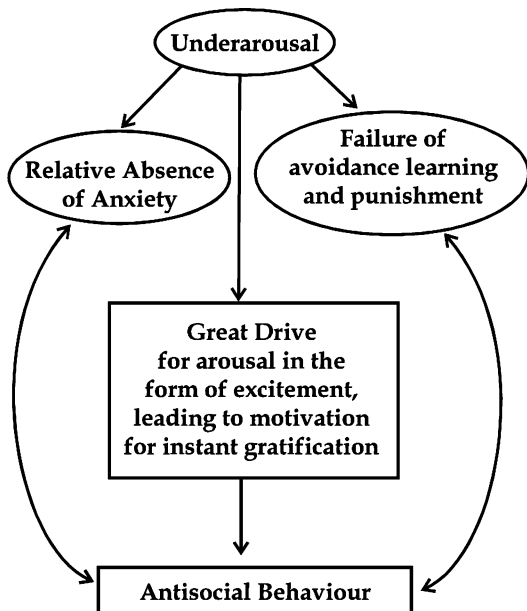 Underarousal
Relative Absence
of Anxiety
Failure of
avoidance learning
and punishment
Great Drive
for arousal in the
form of excitement,
leading to motivation
for instant gratification
Antisocial Behaviour